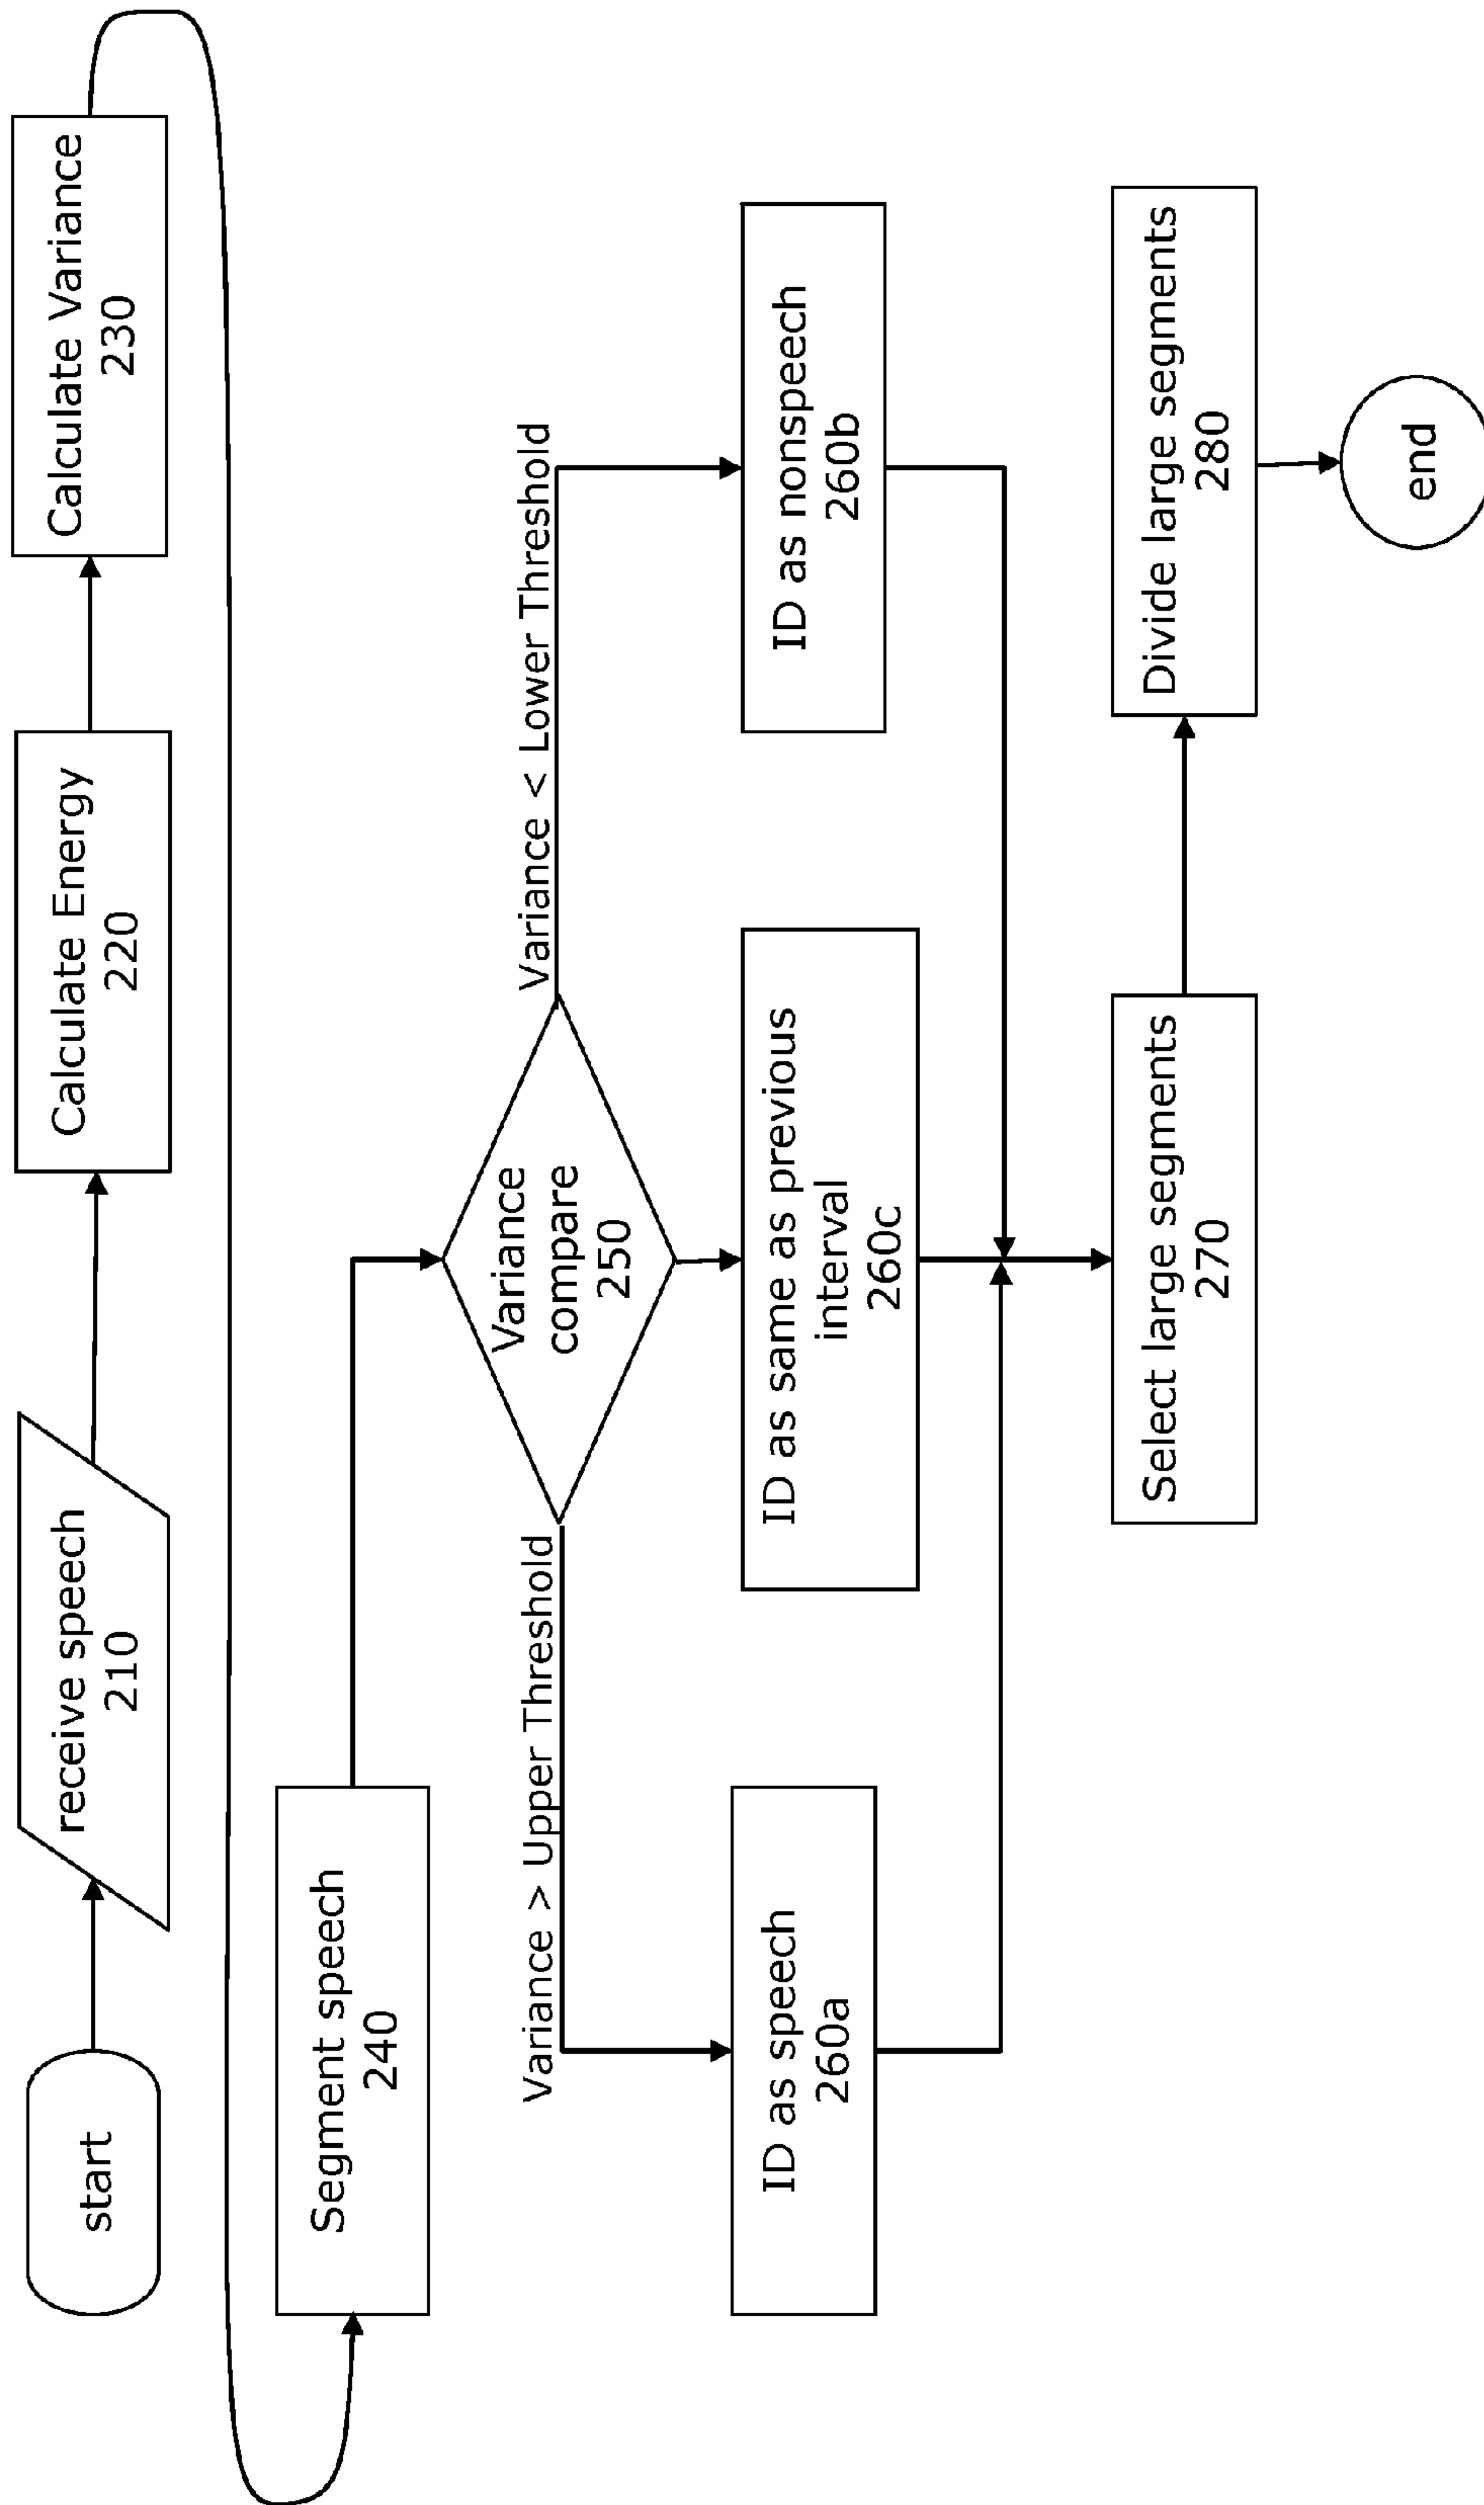 start
receive speech
210
Calculate Energy
220
Calculate Variance
230
Segment speech
240
Variance
compare
250
Variance > Upper Threshold
Variance < Lower Threshold
ID as speech
260a
ID as same as previous
interval
260c
ID as nonspeech
260b
Select large segments
270
Divide large segments
280
end